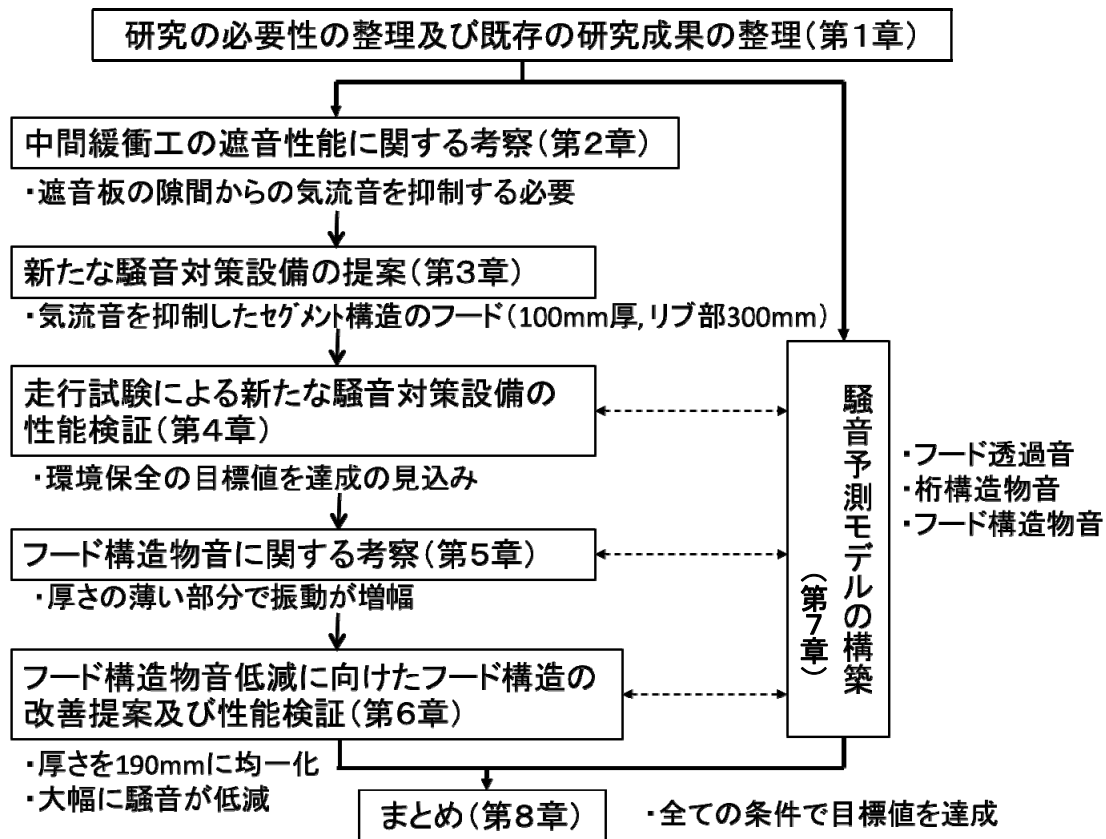 研究の必要性の整理及び既存の研究成果の整理(第1章)
中間緩衝工の遮音性能に関する考察(第2章)
・遮音板の隙間からの気流音を抑制する必要
新たな騒音対策設備の提案(第3章)
・気流音を抑制したセグメント構造のフード(100mm厚, リブ部300mm)
走行試験による新たな騒音対策設備の
性能検証(第4章)
・環境保全の目標値を達成の見込み
フード構造物音に関する考察(第5章)
・厚さの薄い部分で振動が増幅
フード構造物音低減に向けたフード構造の
改善提案及び性能検証(第6章)
・厚さを190mmに均一化
・大幅に騒音が低減
騒音予測モデルの構築
(第7章)
・フード透過音
・桁構造物音
・フード構造物音
まとめ(第8章)
・全ての条件で目標値を達成